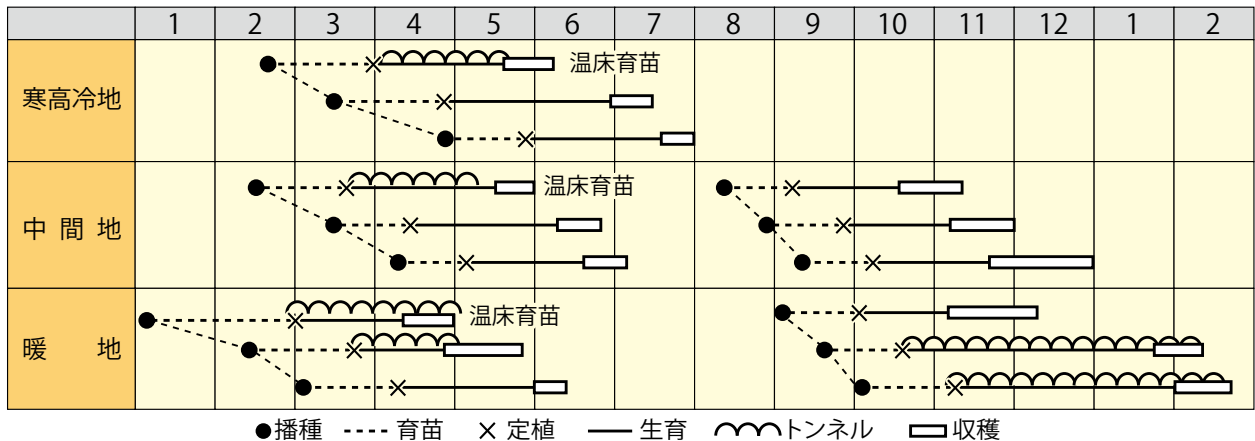 1 2 3 4 5 6 7 8 9 10 11 12 1 2
寒高冷地
温床育苗
中間地
温床育苗
暖地
温床育苗
●播種 ---- 育苗 × 定植 ── 生育 トンネル 収穫